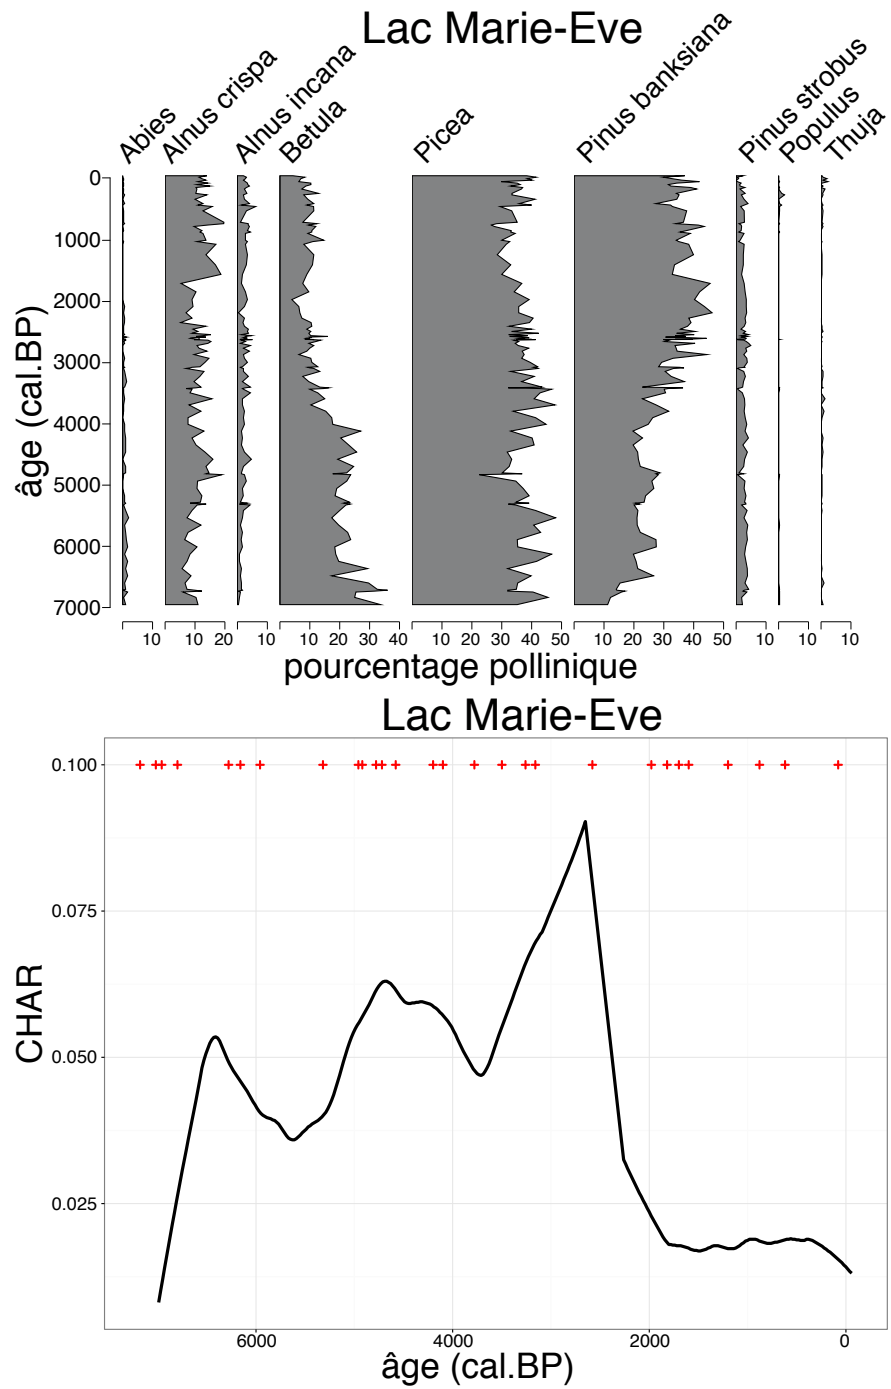 Lac Marie-Eve
Abies
Alnus crispa
Alnus incana
Betula
Picea
Pinus banksiana
Pinus strobus
Populus
Thuja
0
1000
2000
3000
4000
5000
6000
7000
âge (cal.BP)
10 10 20 10 10 20 30 40 10 20 30 40 50 10 20 30 40 50 10 10 10
pourcentage pollinique
Lac Marie-Eve
0.100
0.075
0.050
0.025
CHAR
6000 4000 2000 0
âge (cal.BP)